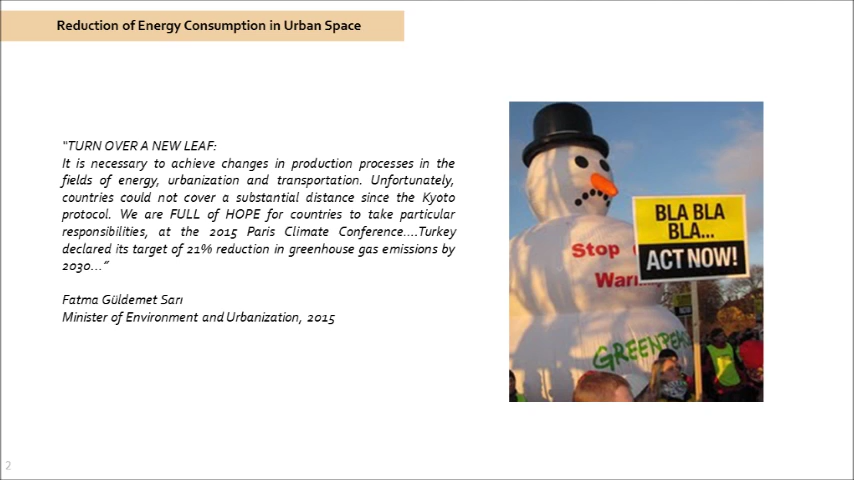 Reduction of Energy Consumption in Urban Space
"TURN OVER A NEW LEAF:
It is necessary to achieve changes in production processes in the
fields of energy, urbanization and transportation. Unfortunately,
countries could not cover a substantial distance since the Kyoto
protocol. We are FULL of HOPE for countries to take particular
responsibilities, at the 2015 Paris Climate Conference....Turkey
declared its target of 21% reduction in greenhouse gas emissions by
2030..."
Fatma Güldemet Sarı
Minister of Environment and Urbanization, 2015
BLA BLA
BLA...
ACT NOW!
Stop
GREENPEA
2